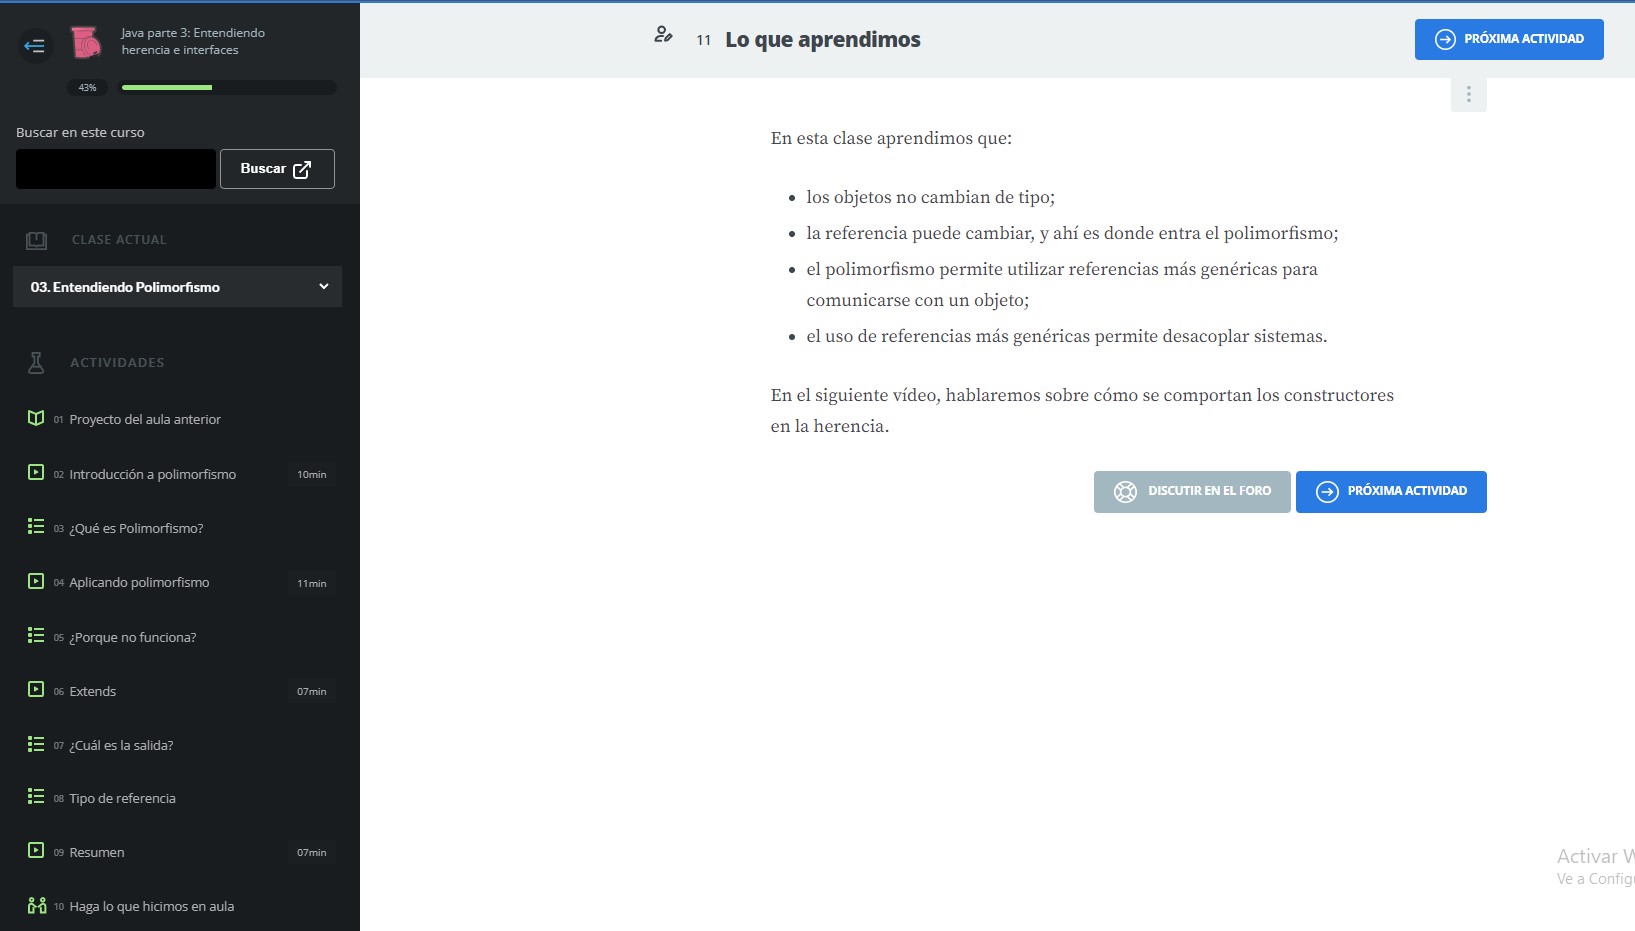 Java parte 3: Entendiendo
herencia e interfaces
43%
Buscar en este curso
Buscar
CLASE ACTUAL
03. Entendiendo Polimorfismo
ACTIVIDADES
01 Proyecto del aula anterior
02 Introducción a polimorfismo 10min
03 ¿Qué es Polimorfismo?
04 Aplicando polimorfismo 11min
05 ¿Porque no funciona?
06 Extends 07min
07 ¿Cuál es la salida?
08 Tipo de referencia
09 Resumen 07min
10 Haga lo que hicimos en aula
11 Lo que aprendimos
PRÓXIMA ACTIVIDAD
En esta clase aprendimos que:
• los objetos no cambian de tipo;
• la referencia puede cambiar, y ahí es donde entra el polimorfismo;
• el polimorfismo permite utilizar referencias más genéricas para
comunicarse con un objeto;
• el uso de referencias más genéricas permite desacoplar sistemas.
En el siguiente vídeo, hablaremos sobre cómo se comportan los constructores
en la herencia.
DISCUTIR EN EL FORO
PRÓXIMA ACTIVIDAD
Activar W
Ve a Config